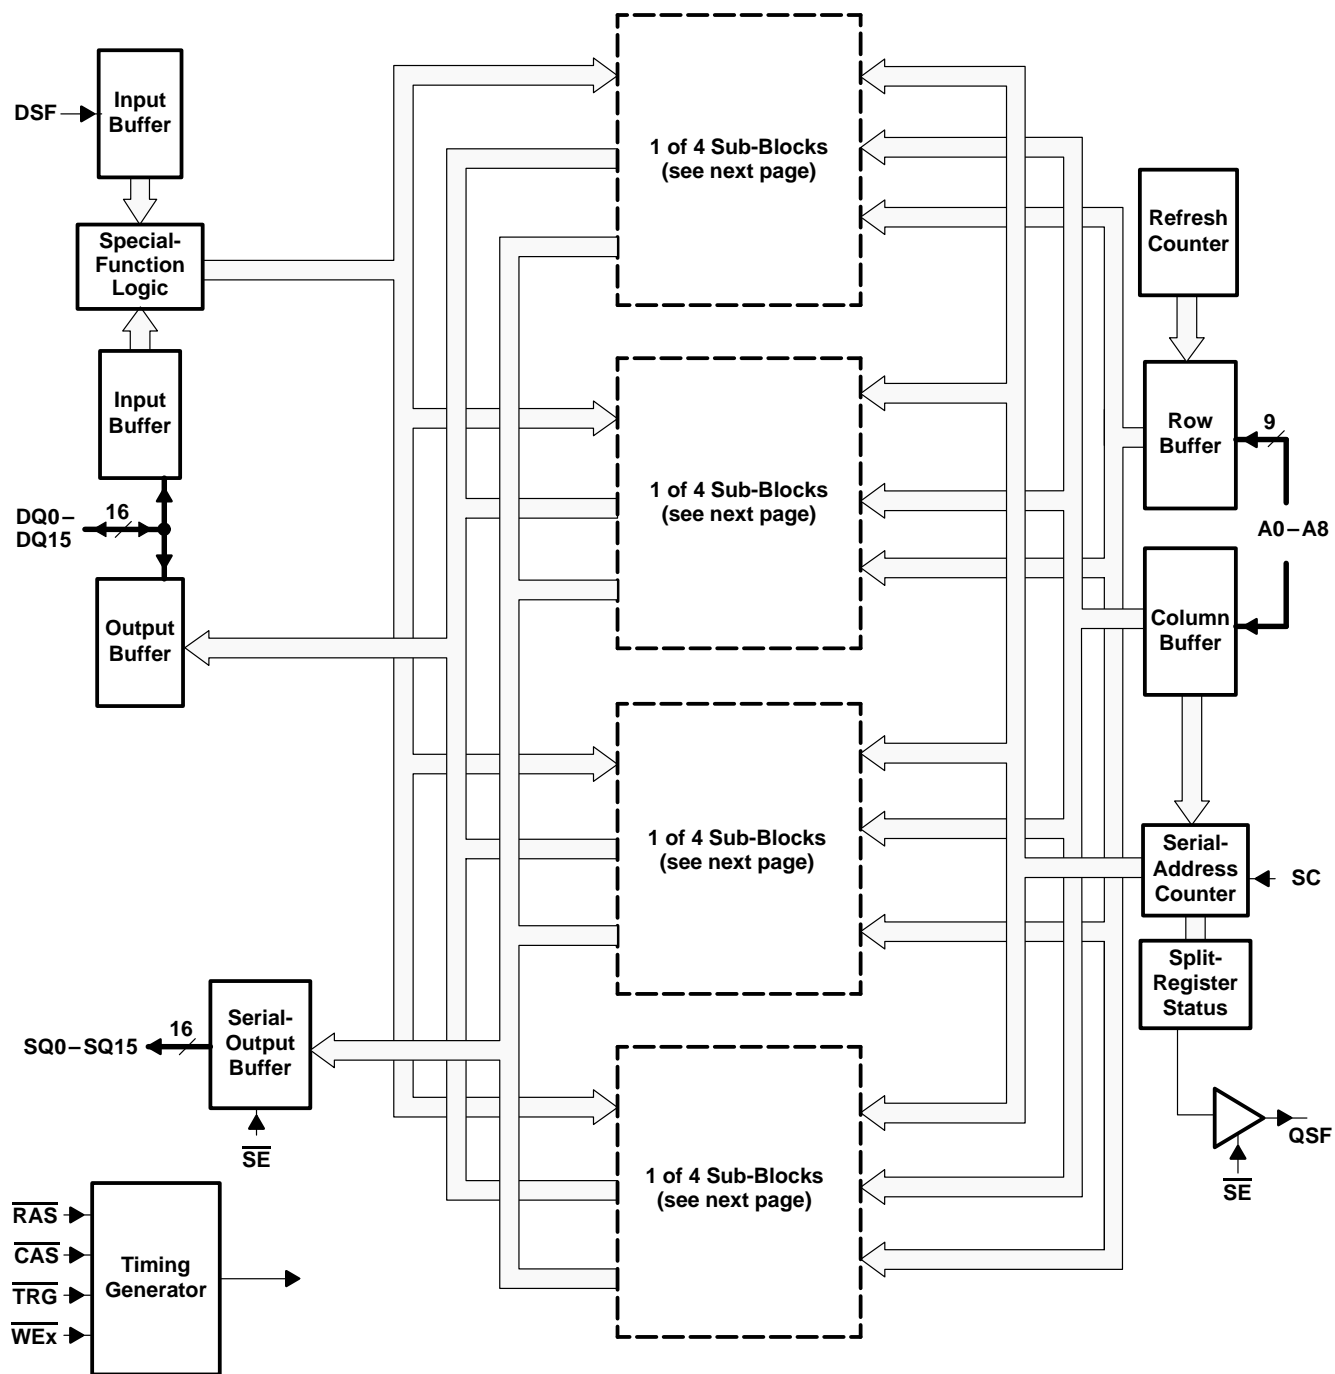 DSF
Input
Buffer
Special-
Function
Logic
Input
Buffer
DQ0–
DQ15
16
Output
Buffer
Serial-
Output
Buffer
SQ0–SQ15
16
SE
RAS
CAS
TRG
WEx
Timing
Generator
1 of 4 Sub-Blocks
(see next page)
1 of 4 Sub-Blocks
(see next page)
1 of 4 Sub-Blocks
(see next page)
1 of 4 Sub-Blocks
(see next page)
Refresh
Counter
Row
Buffer
9
A0–A8
Column
Buffer
Serial-
Address
Counter
SC
Split-
Register
Status
QSF
SE